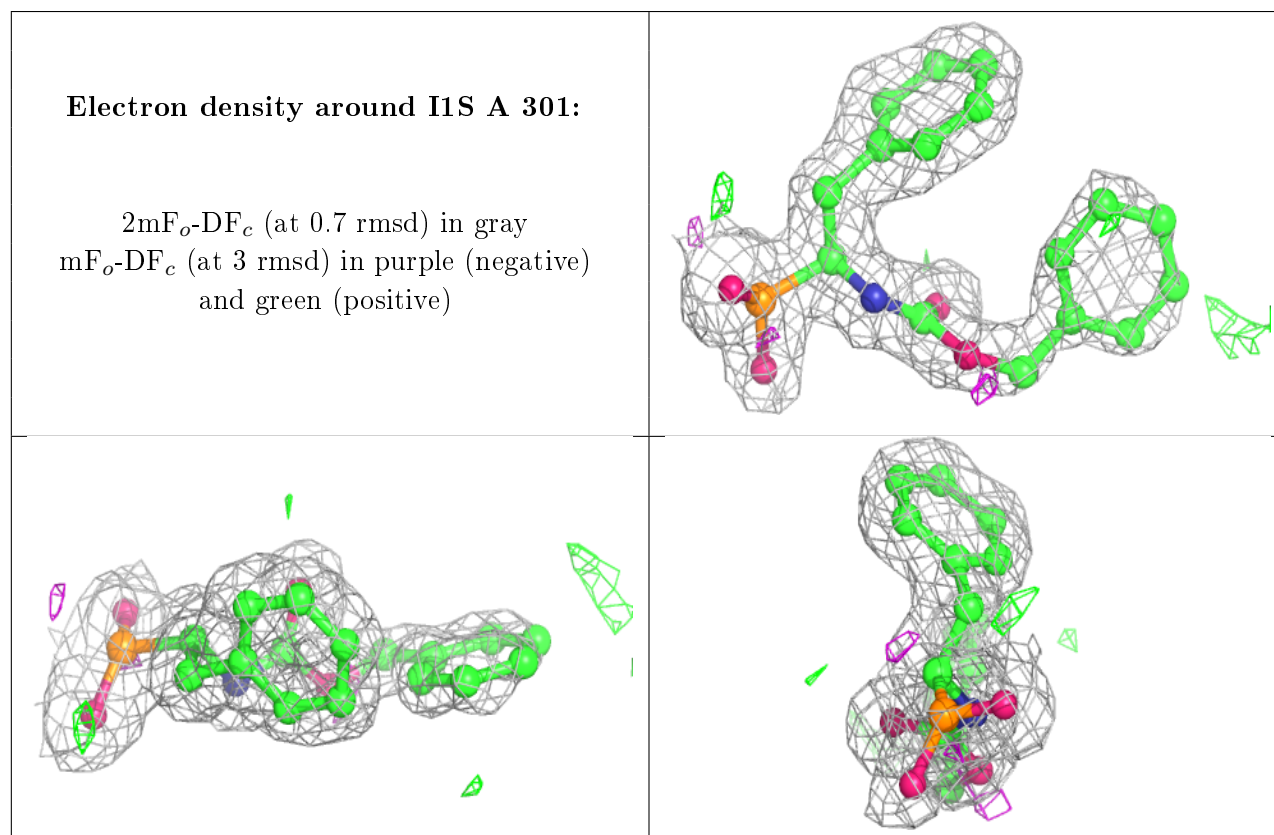 Electron density around I1S A 301:
2mFₒ-DF𝒸 (at 0.7 rmsd) in gray
mFₒ-DF𝒸 (at 3 rmsd) in purple (negative)
and green (positive)